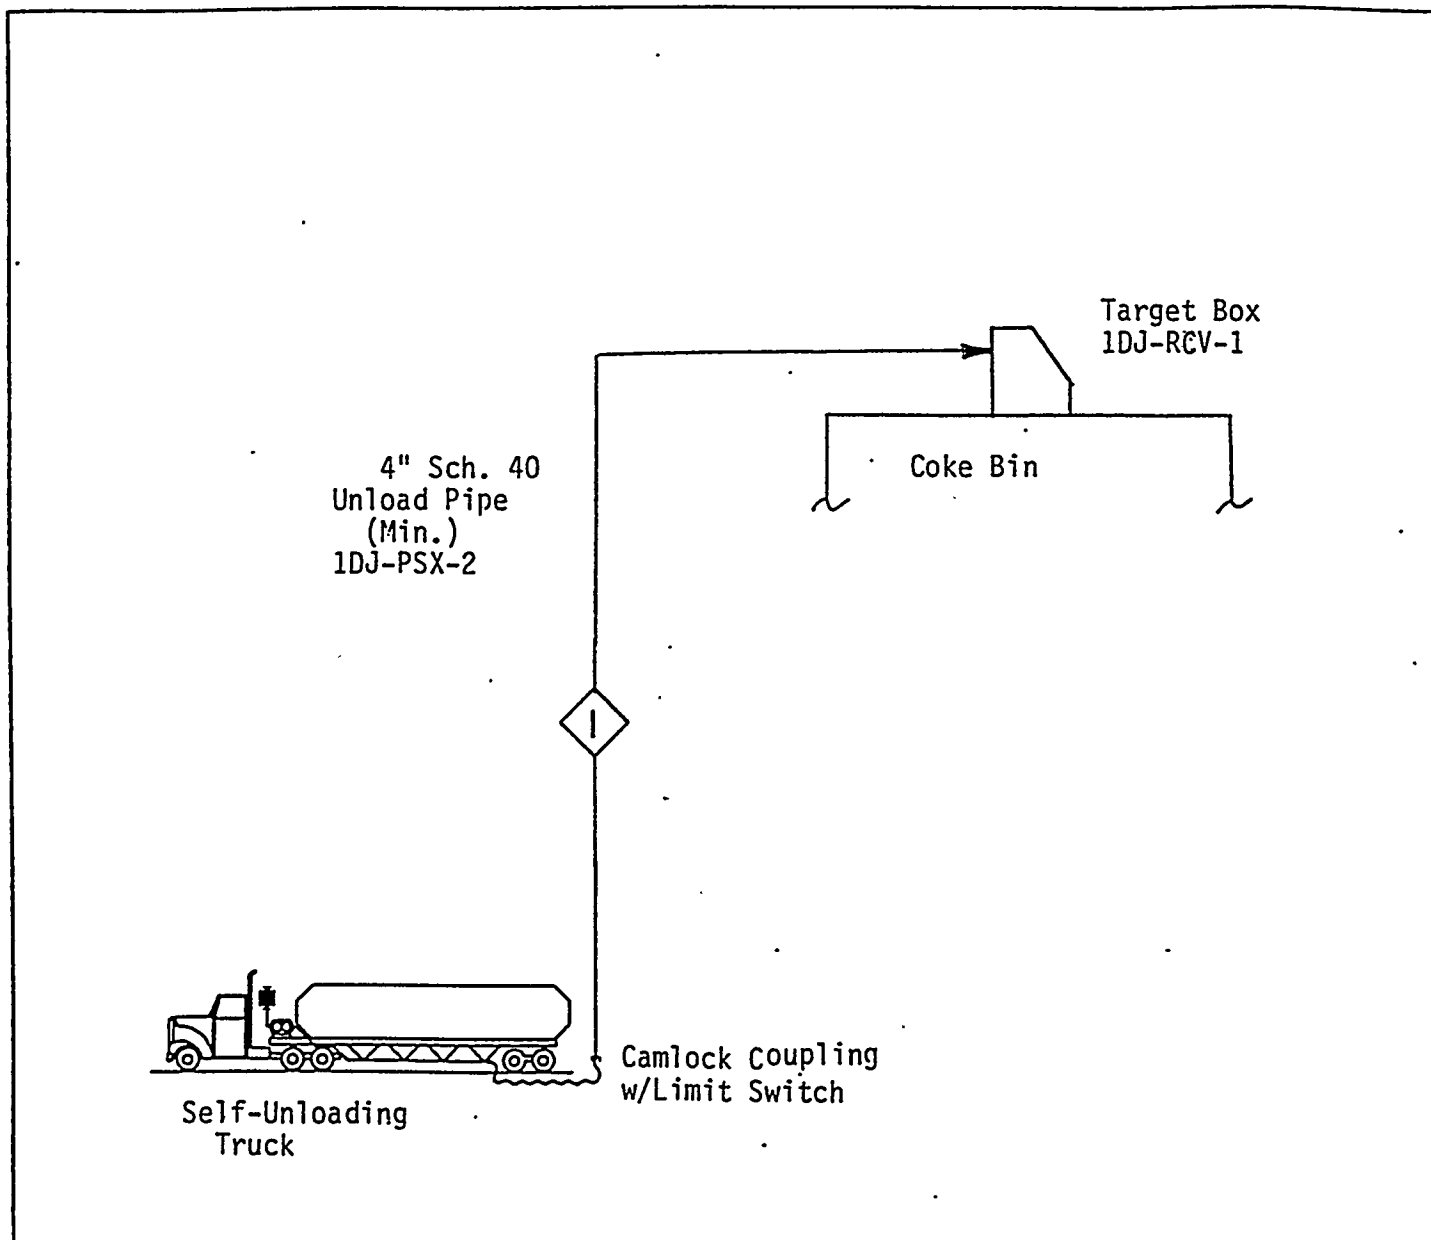 Target Box
1DJ-RCV-1
Coke Bin
4" Sch. 40
Unload Pipe
(Min.)
1DJ-PSX-2
1
Camlock Coupling
w/Limit Switch
Self-Unloading
Truck